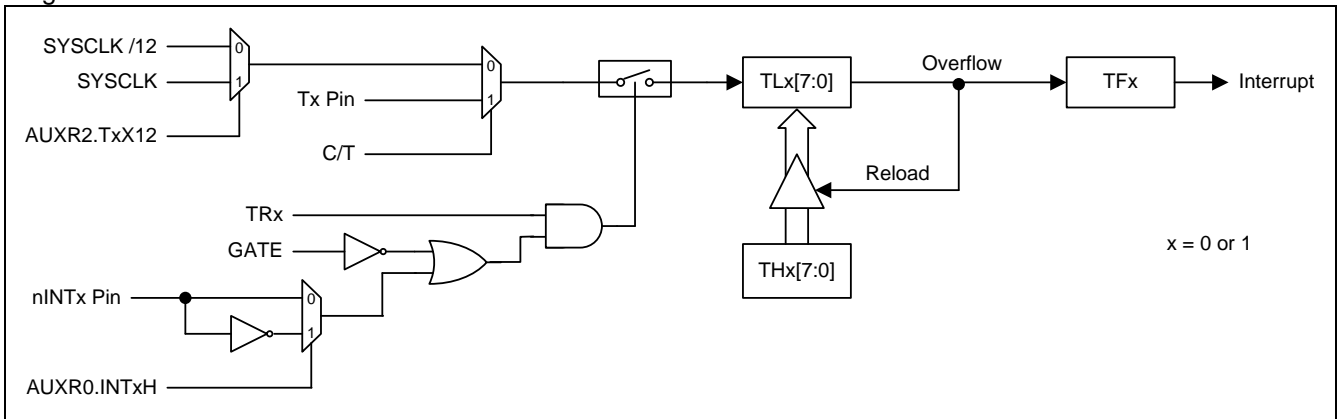 SYSCLK /12
0
SYSCLK
1
AUXR2.TxX12
0
Tx Pin
1
C/T
TLx[7:0]
Overflow
TFx
Interrupt
Reload
THx[7:0]
x = 0 or 1
TRx
GATE
nINTx Pin
0
1
AUXR0.INTxH